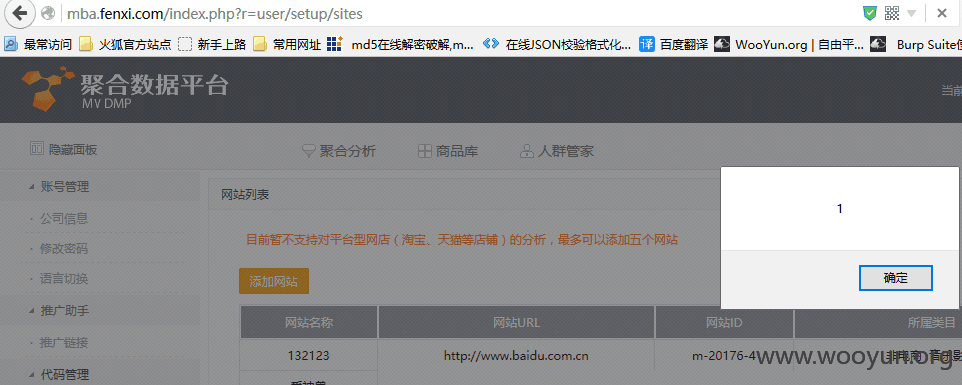 mba.fenxi.com/index.php?r=user/setup/sites
最常访问 火狐官方站点 新手上路 常用网址 md5在线解密破解,m... 在线JSON校验格式化... 百度翻译 WooYun.org | 自由平... Burp Suite使
聚合数据平台
MV DMP
当前
隐藏面板 聚合分析 商品库 人群管家
账号管理
公司信息
修改密码
语言切换
推广助手
推广链接
代码管理
网站列表
目前暂不支持对平台型网店（淘宝、天猫等店铺）的分析，最多可以添加五个网站
添加网站
网站名称 网站URL 网站ID 所属类目
132123 http://www.baidu.com.cn m-20176-4
1
确定
www.wooyun.org